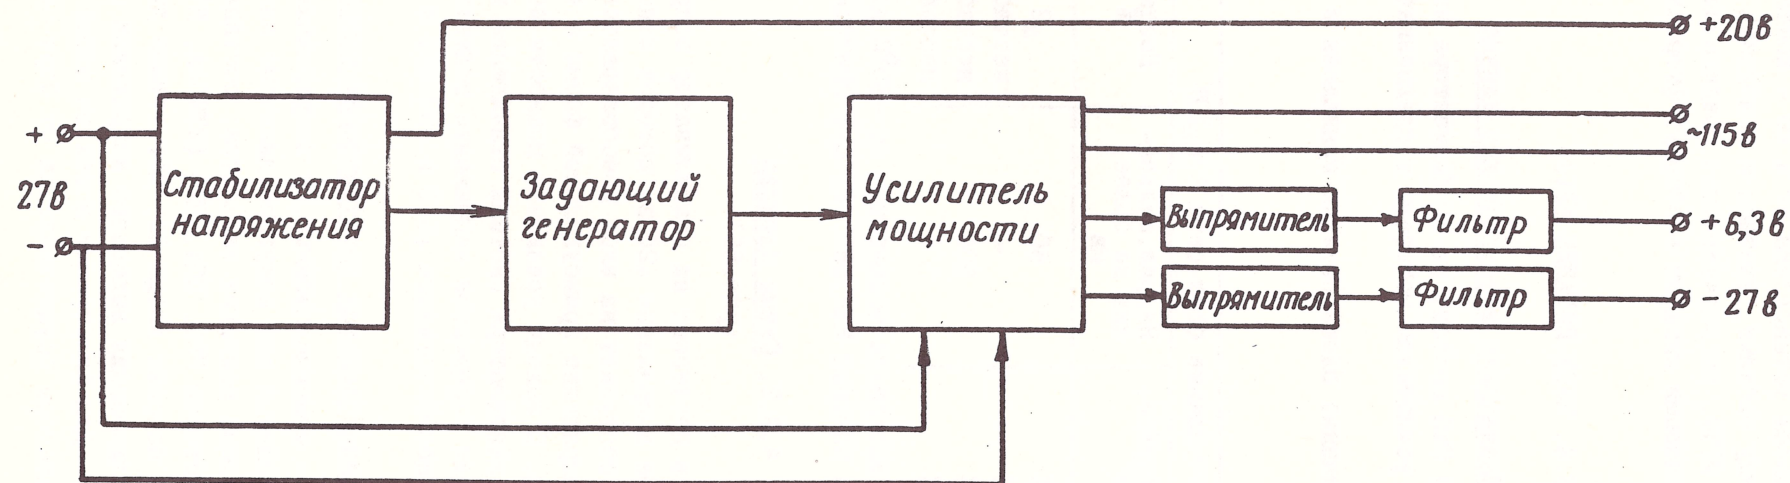 +20в
+
27в
-
Стабилизатор
напряжения
Задающий
генератор
Усилитель
мощности
~115в
Выпрямитель
Фильтр
+6,3в
Выпрямитель
Фильтр
-27в